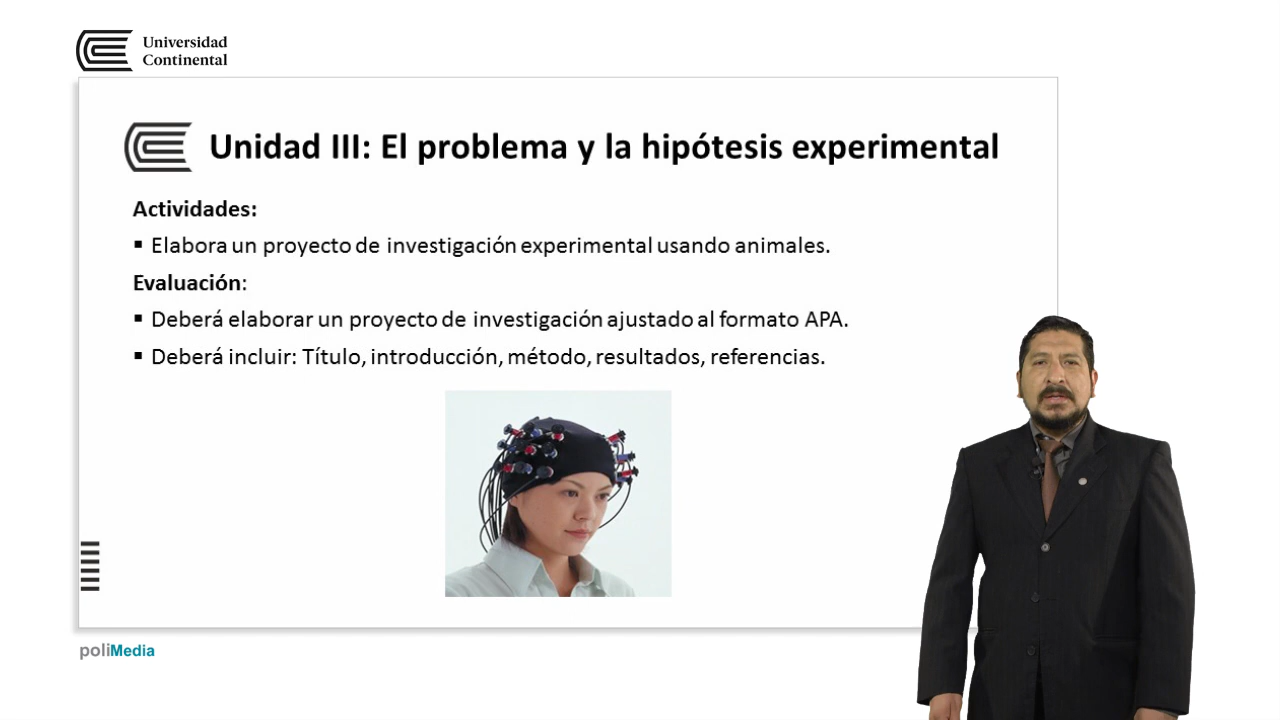 Universidad
Continental
Unidad III: El problema y la hipótesis experimental
Actividades:
▪ Elabora un proyecto de investigación experimental usando animales.
Evaluación:
▪ Deberá elaborar un proyecto de investigación ajustado al formato APA.
▪ Deberá incluir: Título, introducción, método, resultados, referencias.
poliMedia